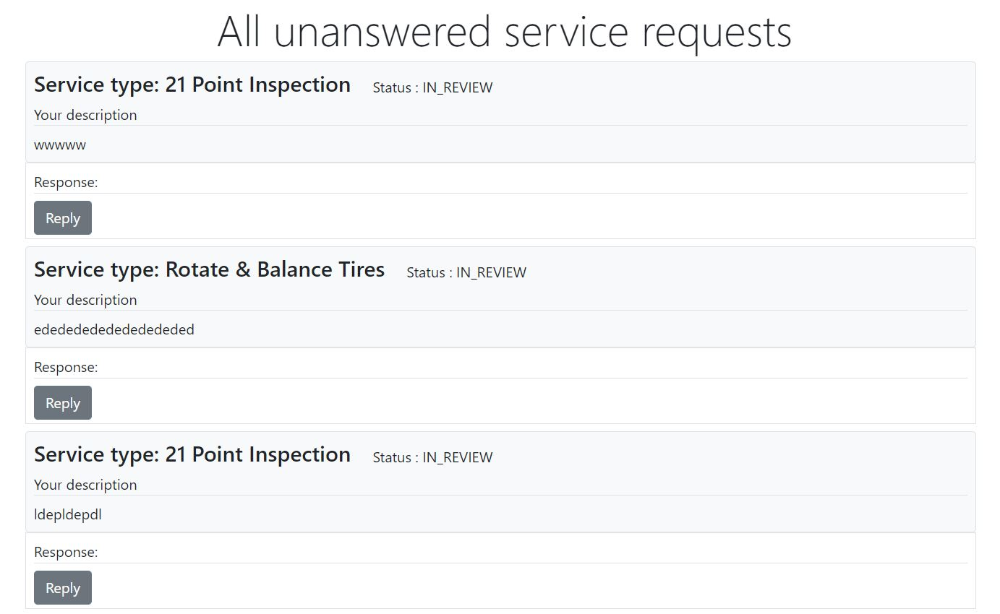 All unanswered service requests
Service type: 21 Point Inspection Status : IN_REVIEW
Your description
wwwww
Response:
Reply
Service type: Rotate & Balance Tires Status : IN_REVIEW
Your description
edededededededededed
Response:
Reply
Service type: 21 Point Inspection Status : IN_REVIEW
Your description
ldepldepdl
Response:
Reply